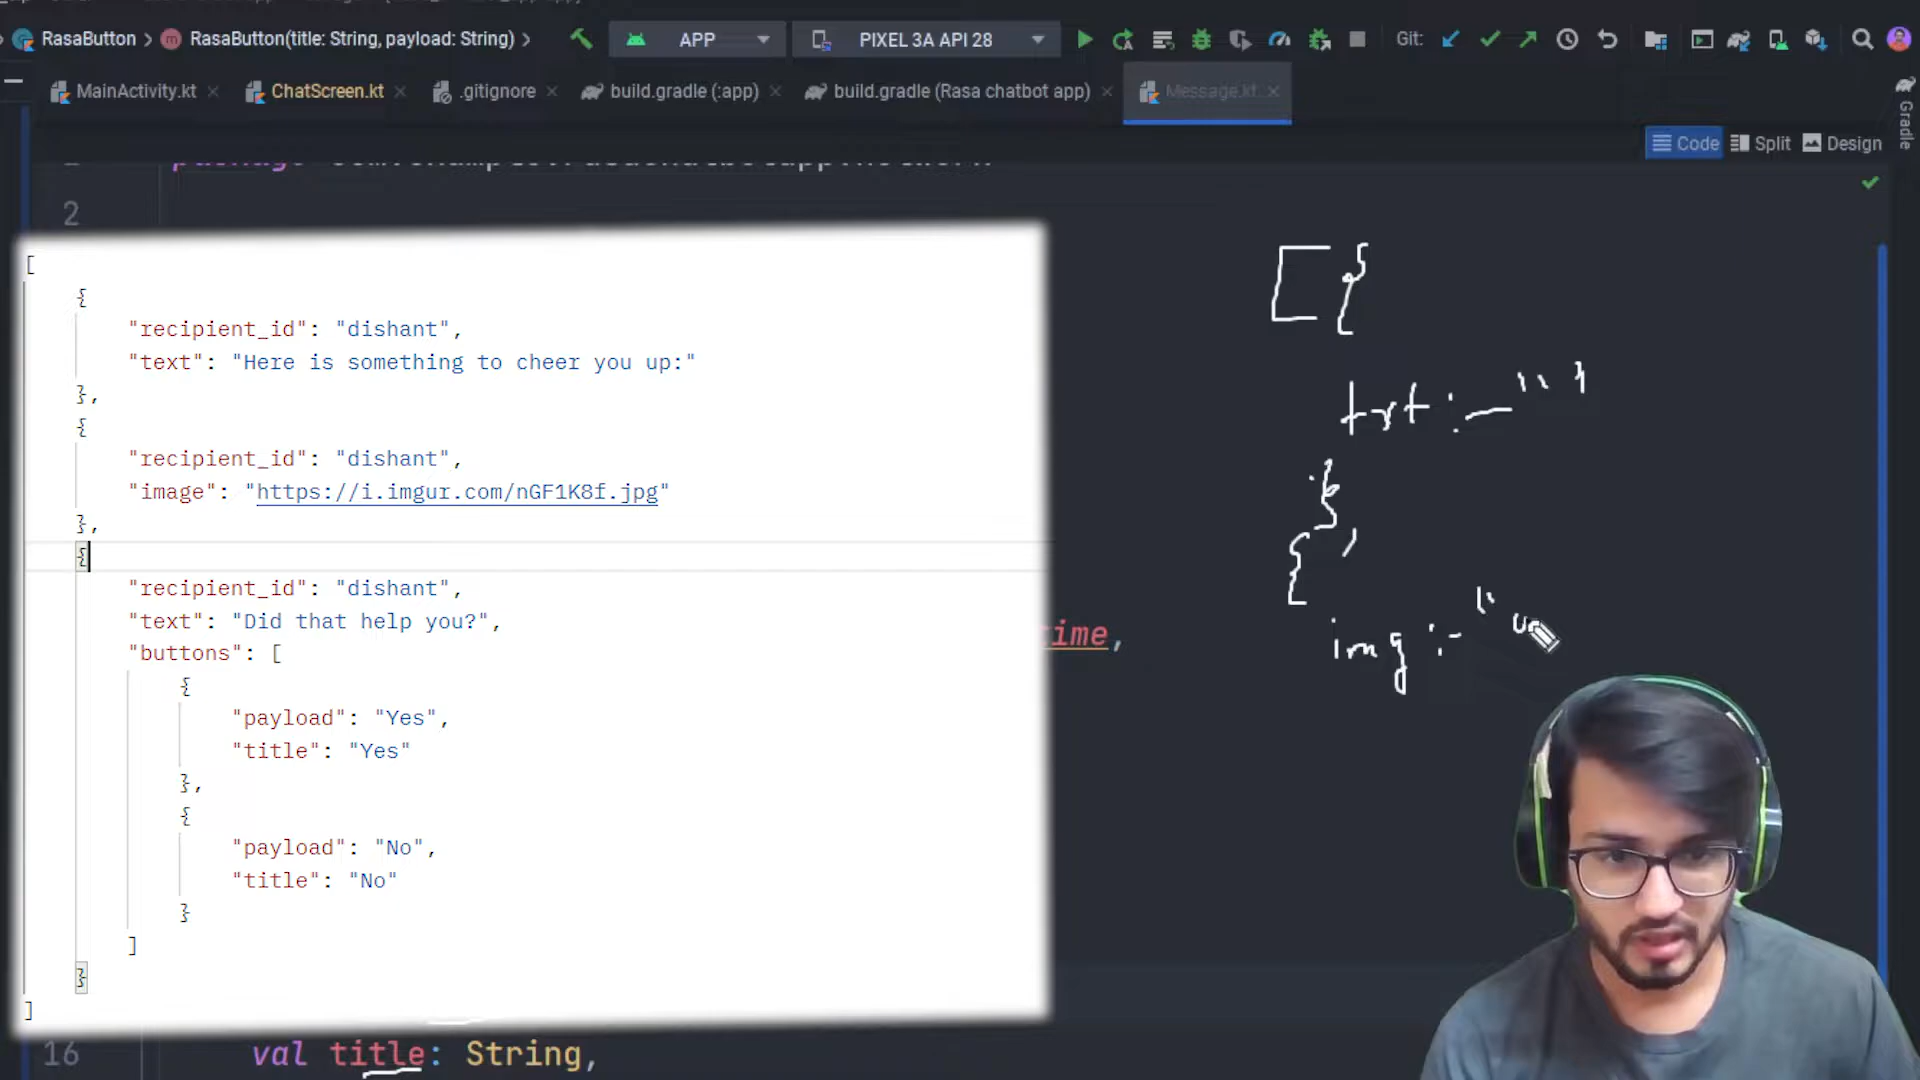 RasaButton RasaButton(title: String, payload: String) APP PIXEL 3A API 28 Git:
MainActivity.kt ChatScreen.kt .gitignore build.gradle (:app) build.gradle (Rasa chatbot app) Message.kt
Gradle
Code Split Design
2
[
{
"recipient_id": "dishant",
"text": "Here is something to cheer you up:"
},
{
"recipient_id": "dishant",
"image": "https://i.imgur.com/nGF1K8f.jpg"
},
{
"recipient_id": "dishant",
"text": "Did that help you?",
"buttons": [
{
"payload": "Yes",
"title": "Yes"
},
{
"payload": "No",
"title": "No"
}
]
}
]
time,
16 val title: String,
[{
txt :- " "
},
{
img :- "